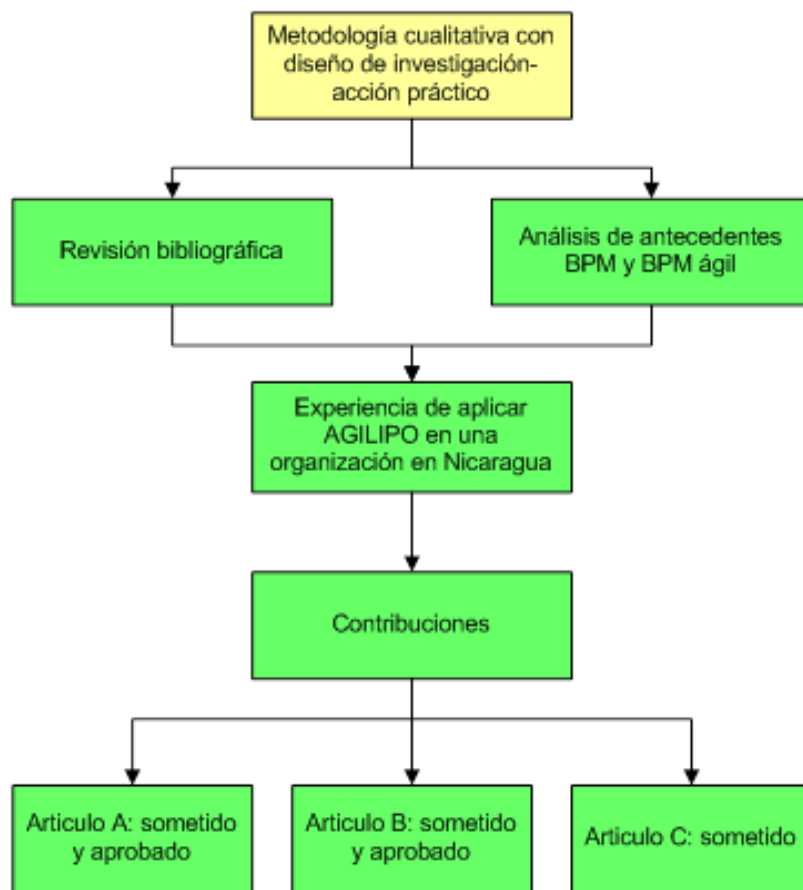 Metodología cualitativa con
diseño de investigación-
acción práctico
Revisión bibliográfica
Análisis de antecedentes
BPM y BPM ágil
Experiencia de aplicar
AGILIPO en una
organización en Nicaragua
Contribuciones
Articulo A: sometido
y aprobado
Articulo B: sometido
y aprobado
Articulo C: sometido